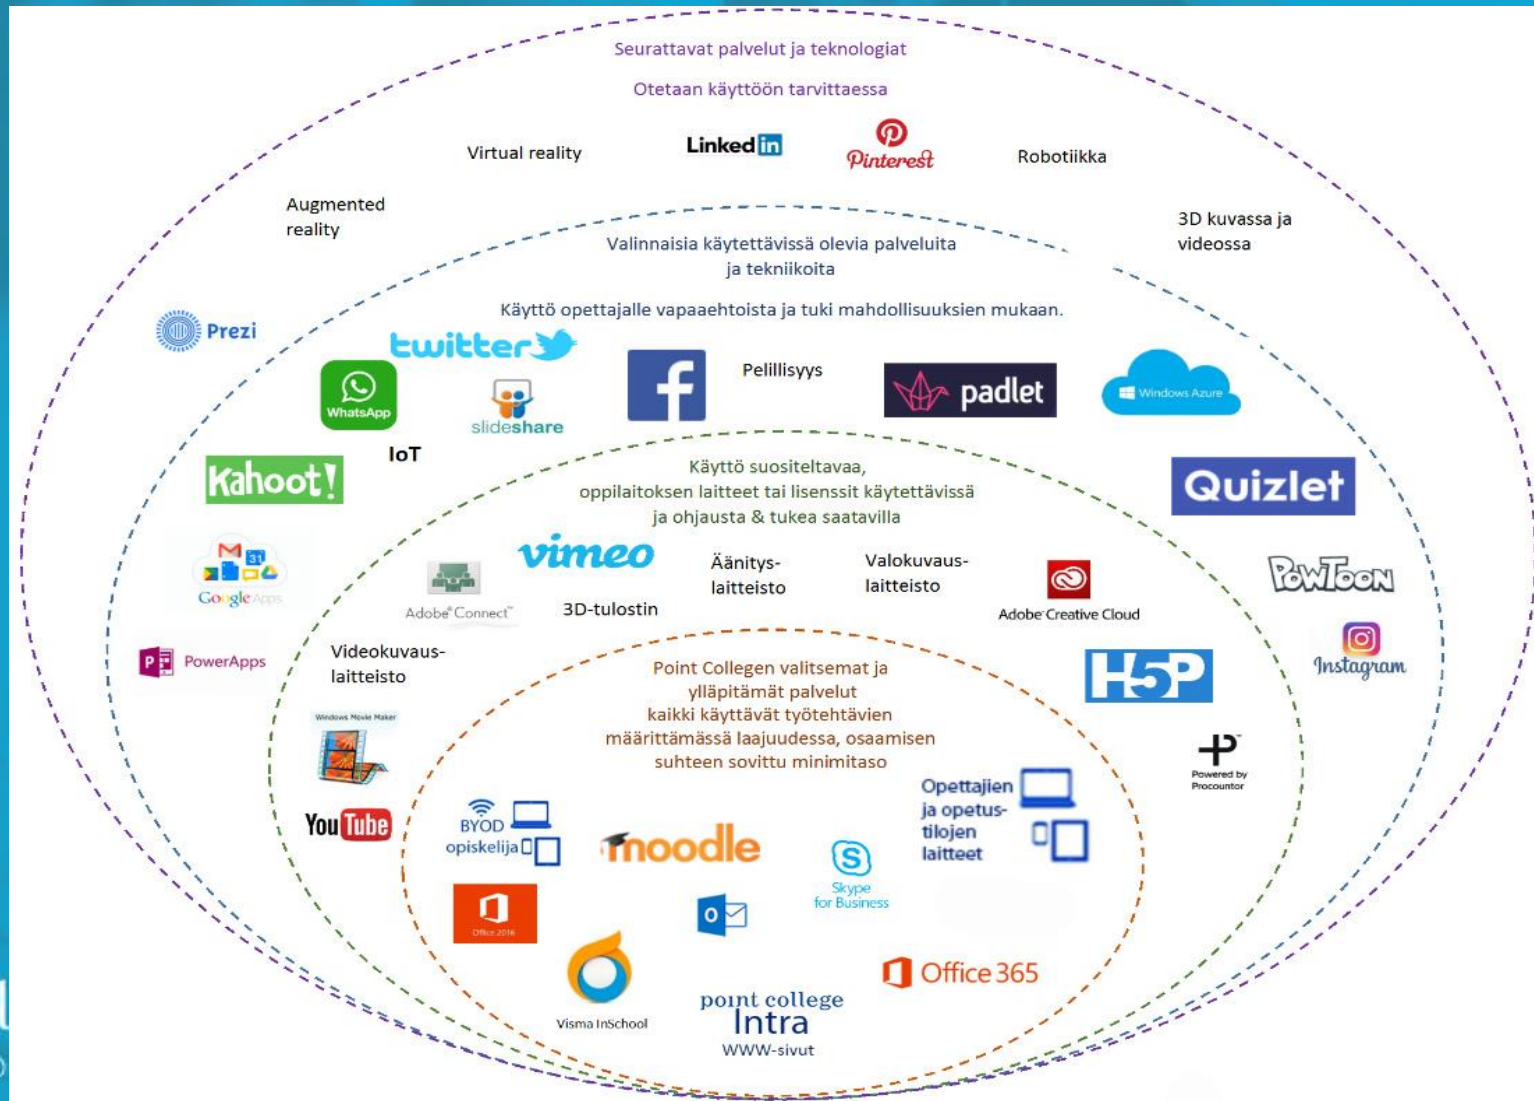 Seurattavat palvelut ja teknologiat
Otetaan käyttöön tarvittaessa
Virtual reality
Linked in
Pinterest
Robotiikka
Augmented
reality
3D kuvassa ja
videossa
Valinnaisia käytettävissä olevia palveluita
ja tekniikoita
Käyttö opettajalle vapaaehtoista ja tuki mahdollisuuksien mukaan.
Prezi
twitter
WhatsApp
slideshare
f
Pelillisyys
padlet
Windows Azure
IoT
Kahoot!
Quizlet
Käyttö suositeltavaa,
oppilaitoksen laitteet tai lisenssit käytettävissä
ja ohjausta & tukea saatavilla
31
Google Apps
Adobe® Connect™
vimeo
3D-tulostin
Äänitys-
laitteisto
Valokuvaus-
laitteisto
Adobe® Creative Cloud
PowToon
P PowerApps
Videokuvaus-
laitteisto
H5P
Instagram
Point Collegen valitsemat ja
ylläpitämät palvelut
kaikki käyttävät työtehtävien
määrittämässä laajuudessa, osaamisen
suhteen sovittu minimitaso
Windows Movie Maker
Powered by
Procountor
YouTube
BYOD
opiskelija
moodle
S
Skype
for Business
Opettajien
ja opetus-
tilojen
laitteet
Office 2016
o
Visma InSchool
Office 365
point college
Intra
WWW-sivut